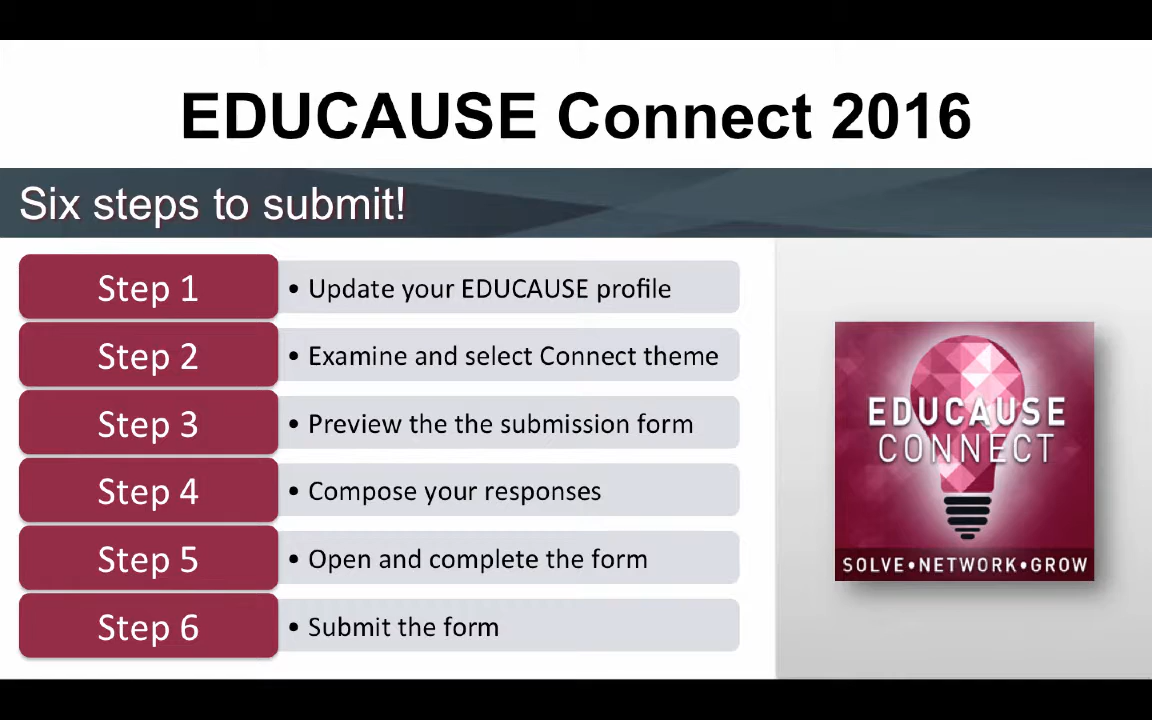 EDUCAUSE Connect 2016
Six steps to submit!
Step 1
• Update your EDUCAUSE profile
Step 2
• Examine and select Connect theme
Step 3
• Preview the the submission form
Step 4
• Compose your responses
Step 5
• Open and complete the form
Step 6
• Submit the form
EDUCAUSE
CONNECT
SOLVE•NETWORK•GROW